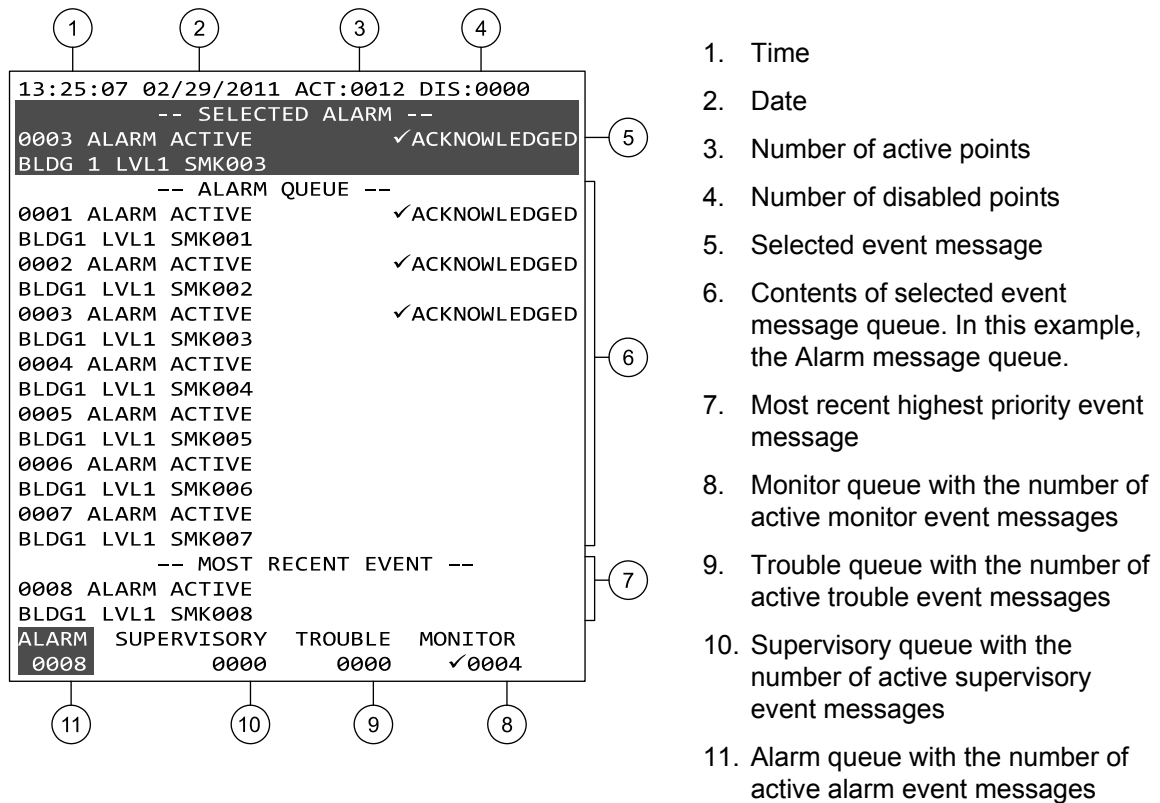 1 2 3 4
13:25:07 02/29/2011 ACT:0012 DIS:0000
-- SELECTED ALARM --
0003 ALARM ACTIVE ✓ACKNOWLEDGED
BLDG 1 LVL1 SMK003
5
-- ALARM QUEUE --
0001 ALARM ACTIVE ✓ACKNOWLEDGED
BLDG1 LVL1 SMK001
0002 ALARM ACTIVE ✓ACKNOWLEDGED
BLDG1 LVL1 SMK002
0003 ALARM ACTIVE ✓ACKNOWLEDGED
BLDG1 LVL1 SMK003
0004 ALARM ACTIVE
BLDG1 LVL1 SMK004
0005 ALARM ACTIVE
BLDG1 LVL1 SMK005
0006 ALARM ACTIVE
BLDG1 LVL1 SMK006
0007 ALARM ACTIVE
BLDG1 LVL1 SMK007
6
-- MOST RECENT EVENT --
0008 ALARM ACTIVE
BLDG1 LVL1 SMK008
7
ALARM SUPERVISORY TROUBLE MONITOR
0008 0000 0000 ✓0004
11 10 9 8
1. Time
2. Date
3. Number of active points
4. Number of disabled points
5. Selected event message
6. Contents of selected event
message queue. In this example,
the Alarm message queue.
7. Most recent highest priority event
message
8. Monitor queue with the number of
active monitor event messages
9. Trouble queue with the number of
active trouble event messages
10. Supervisory queue with the
number of active supervisory
event messages
11. Alarm queue with the number of
active alarm event messages